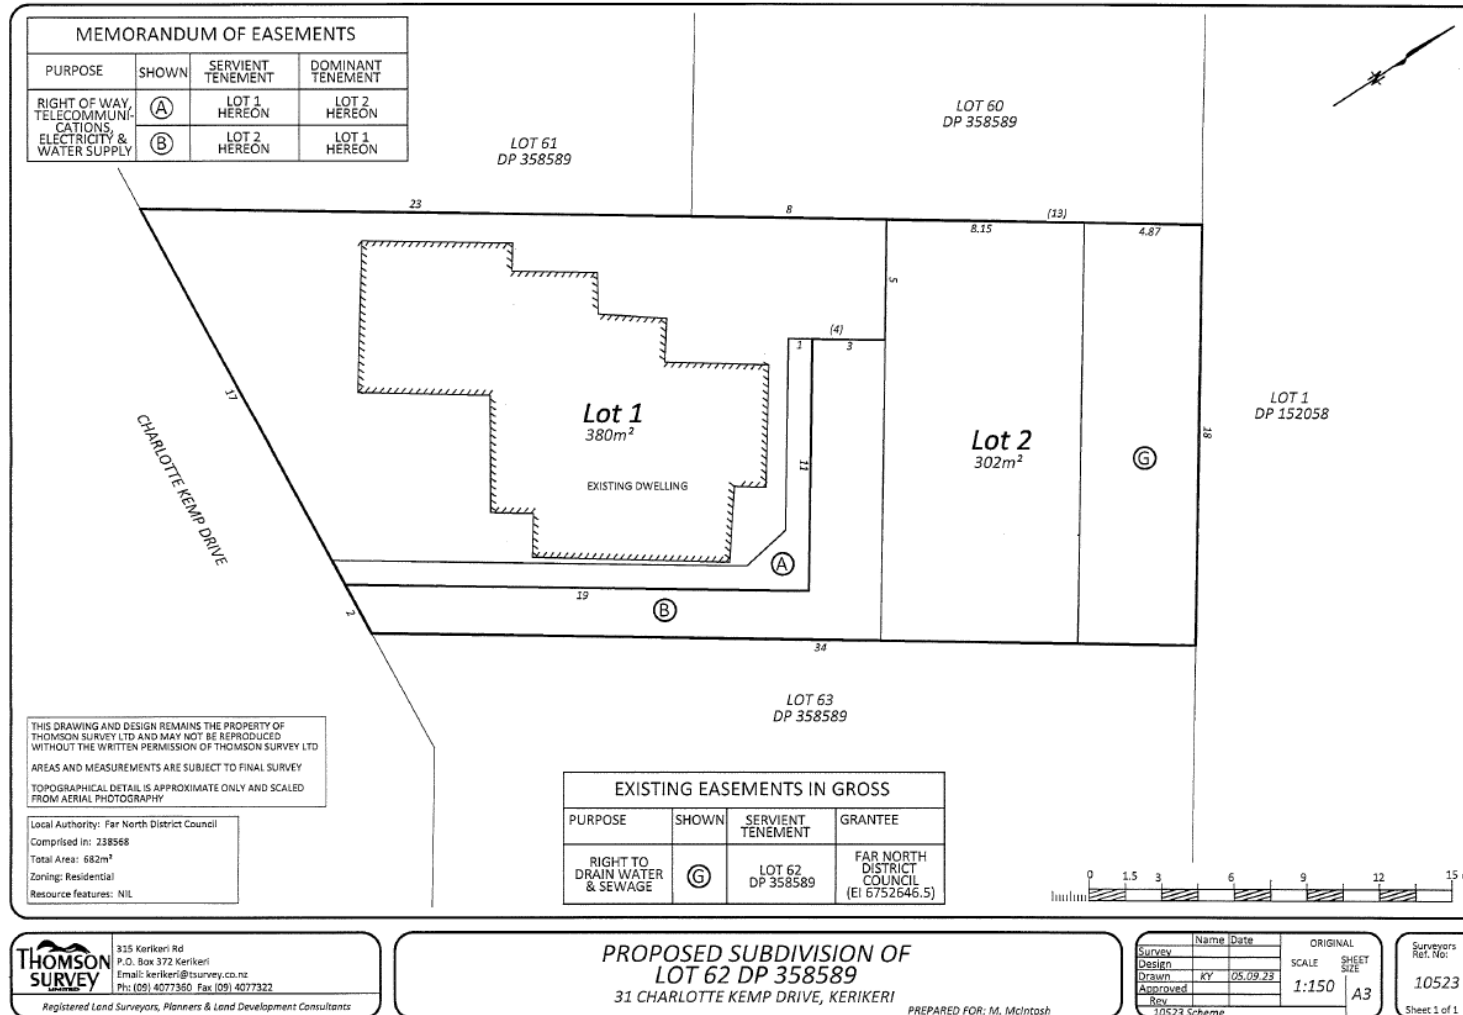 MEMORANDUM OF EASEMENTS
PURPOSE SHOWN SERVIENT TENEMENT DOMINANT TENEMENT
RIGHT OF WAY,
TELECOMMUNI-
CATIONS,
ELECTRICITY &
WATER SUPPLY
A LOT 1 HEREON LOT 2 HEREON
B LOT 2 HEREON LOT 1 HEREON
LOT 61
DP 358589
LOT 60
DP 358589
23
8
(13)
8.15
4.87
5
(4)
1
3
17
11
18
CHARLOTTE KEMP DRIVE
Lot 1
380m²
EXISTING DWELLING
Lot 2
302m²
G
LOT 1
DP 152058
A
19
B
2
34
LOT 63
DP 358589
THIS DRAWING AND DESIGN REMAINS THE PROPERTY OF
THOMSON SURVEY LTD AND MAY NOT BE REPRODUCED
WITHOUT THE WRITTEN PERMISSION OF THOMSON SURVEY LTD
AREAS AND MEASUREMENTS ARE SUBJECT TO FINAL SURVEY
TOPOGRAPHICAL DETAIL IS APPROXIMATE ONLY AND SCALED
FROM AERIAL PHOTOGRAPHY
Local Authority: Far North District Council
Comprised in: 238568
Total Area: 682m²
Zoning: Residential
Resource features: NIL
EXISTING EASEMENTS IN GROSS
PURPOSE SHOWN SERVIENT TENEMENT GRANTEE
RIGHT TO
DRAIN WATER
& SEWAGE
G
LOT 62
DP 358589
FAR NORTH
DISTRICT
COUNCIL
(EI 6752646.5)
0 1.5 3 6 9 12 15
THOMSON
SURVEY
LIMITED
315 Kerikeri Rd
P.O. Box 372 Kerikeri
Email: kerikeri@tsurvey.co.nz
Ph: (09) 4077360 Fax (09) 4077322
Registered Land Surveyors, Planners & Land Development Consultants
PROPOSED SUBDIVISION OF
LOT 62 DP 358589
31 CHARLOTTE KEMP DRIVE, KERIKERI
PREPARED FOR: M. McIntosh
Name Date
Survey
Design
Drawn KY 05.09.23
Approved
Rev
10523 Scheme
ORIGINAL
SCALE SHEET SIZE
1:150 A3
Surveyors
Ref. No:
10523
Sheet 1 of 1